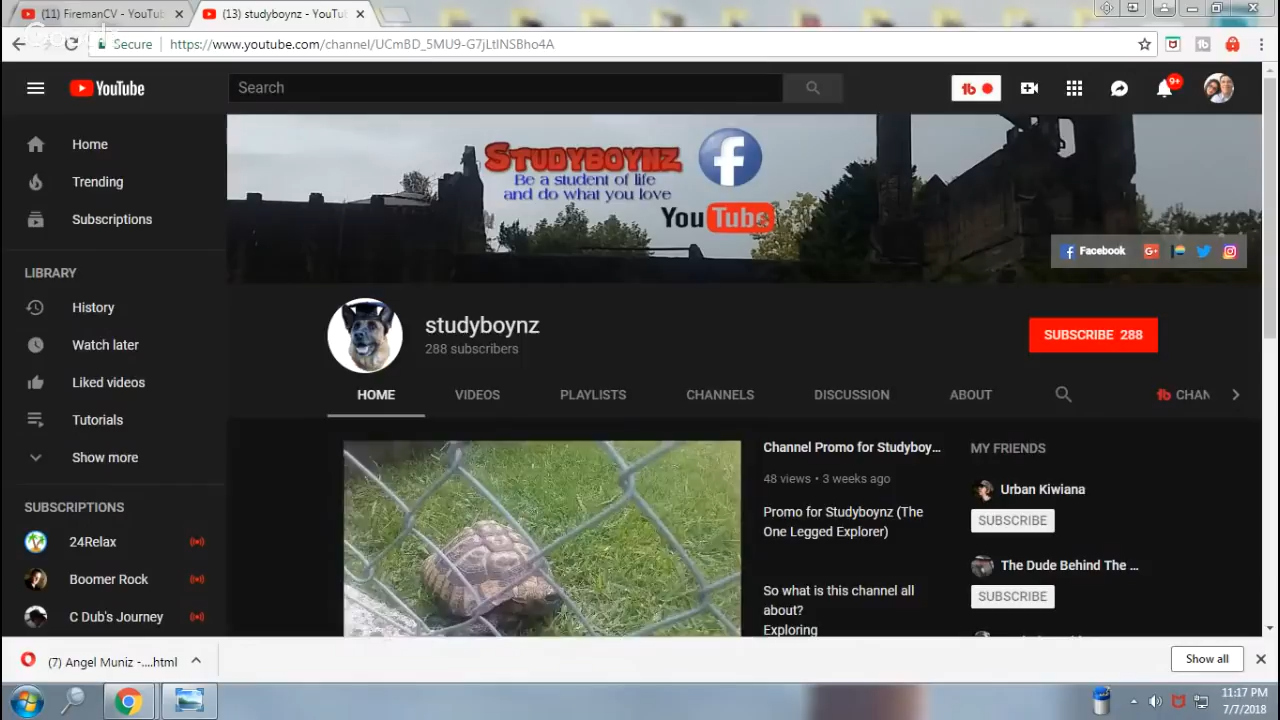 (11) FiremanCV - YouTub
(13) studyboynz - YouTu
Secure
https://www.youtube.com/channel/UCmBD_5MU9-G7jLtlNSBho4A
YouTube
Search
9+
Home
Trending
Subscriptions
LIBRARY
History
Watch later
Liked videos
Tutorials
Show more
SUBSCRIPTIONS
24Relax
Boomer Rock
C Dub's Journey
STUDYBOYNZ
Be a student of life
and do what you love
YouTube
Facebook
studyboynz
288 subscribers
SUBSCRIBE 288
HOME
VIDEOS
PLAYLISTS
CHANNELS
DISCUSSION
ABOUT
CHAN
Channel Promo for Studyboy...
48 views • 3 weeks ago
Promo for Studyboynz (The
One Legged Explorer)
So what is this channel all
about?
Exploring
MY FRIENDS
Urban Kiwiana
SUBSCRIBE
The Dude Behind The ...
SUBSCRIBE
(7) Angel Muniz -....html
Show all
11:17 PM
7/7/2018